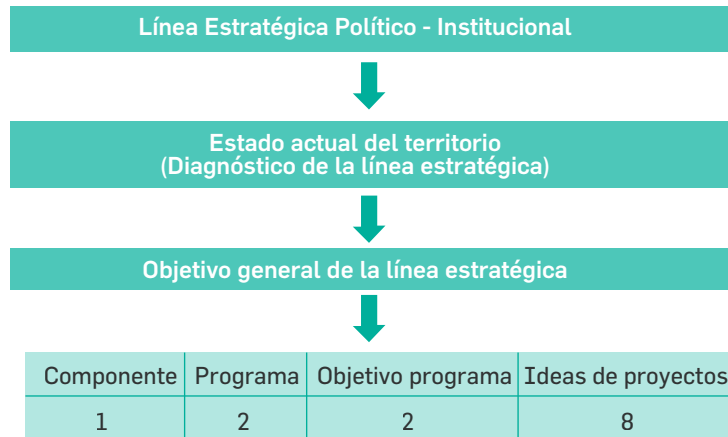 Línea Estratégica Político - Institucional
Estado actual del territorio
(Diagnóstico de la línea estratégica)
Objetivo general de la línea estratégica
Componente Programa Objetivo programa Ideas de proyectos
1 2 2 8